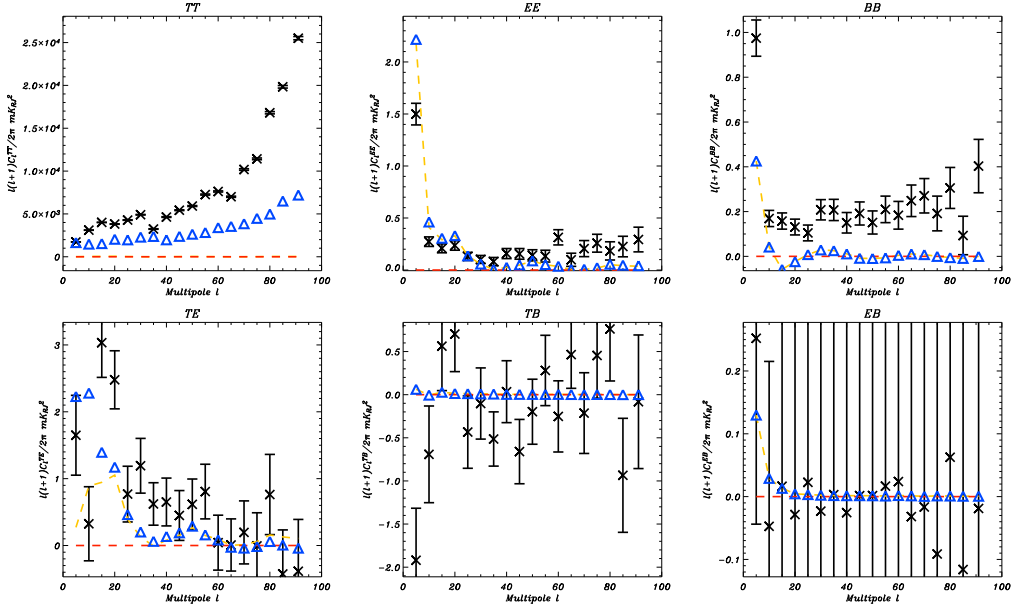 TT
EE
BB
l(l+1)C_l^TT/2π mK_RJ^2
2.5×10^4
2.0×10^4
1.5×10^4
1.0×10^4
5.0×10^3
0
0 20 40 60 80 100
Multipole l
l(l+1)C_l^EE/2π mK_RJ^2
2.0
1.5
1.0
0.5
0.0
0 20 40 60 80 100
Multipole l
l(l+1)C_l^BB/2π mK_RJ^2
1.0
0.8
0.6
0.4
0.2
0.0
0 20 40 60 80 100
Multipole l
TE
TB
EB
l(l+1)C_l^TE/2π mK_RJ^2
3
2
1
0
0 20 40 60 80 100
Multipole l
l(l+1)C_l^TB/2π mK_RJ^2
0.5
0.0
-0.5
-1.0
-1.5
-2.0
0 20 40 60 80 100
Multipole l
l(l+1)C_l^EB/2π mK_RJ^2
0.2
0.1
0.0
-0.1
0 20 40 60 80 100
Multipole l